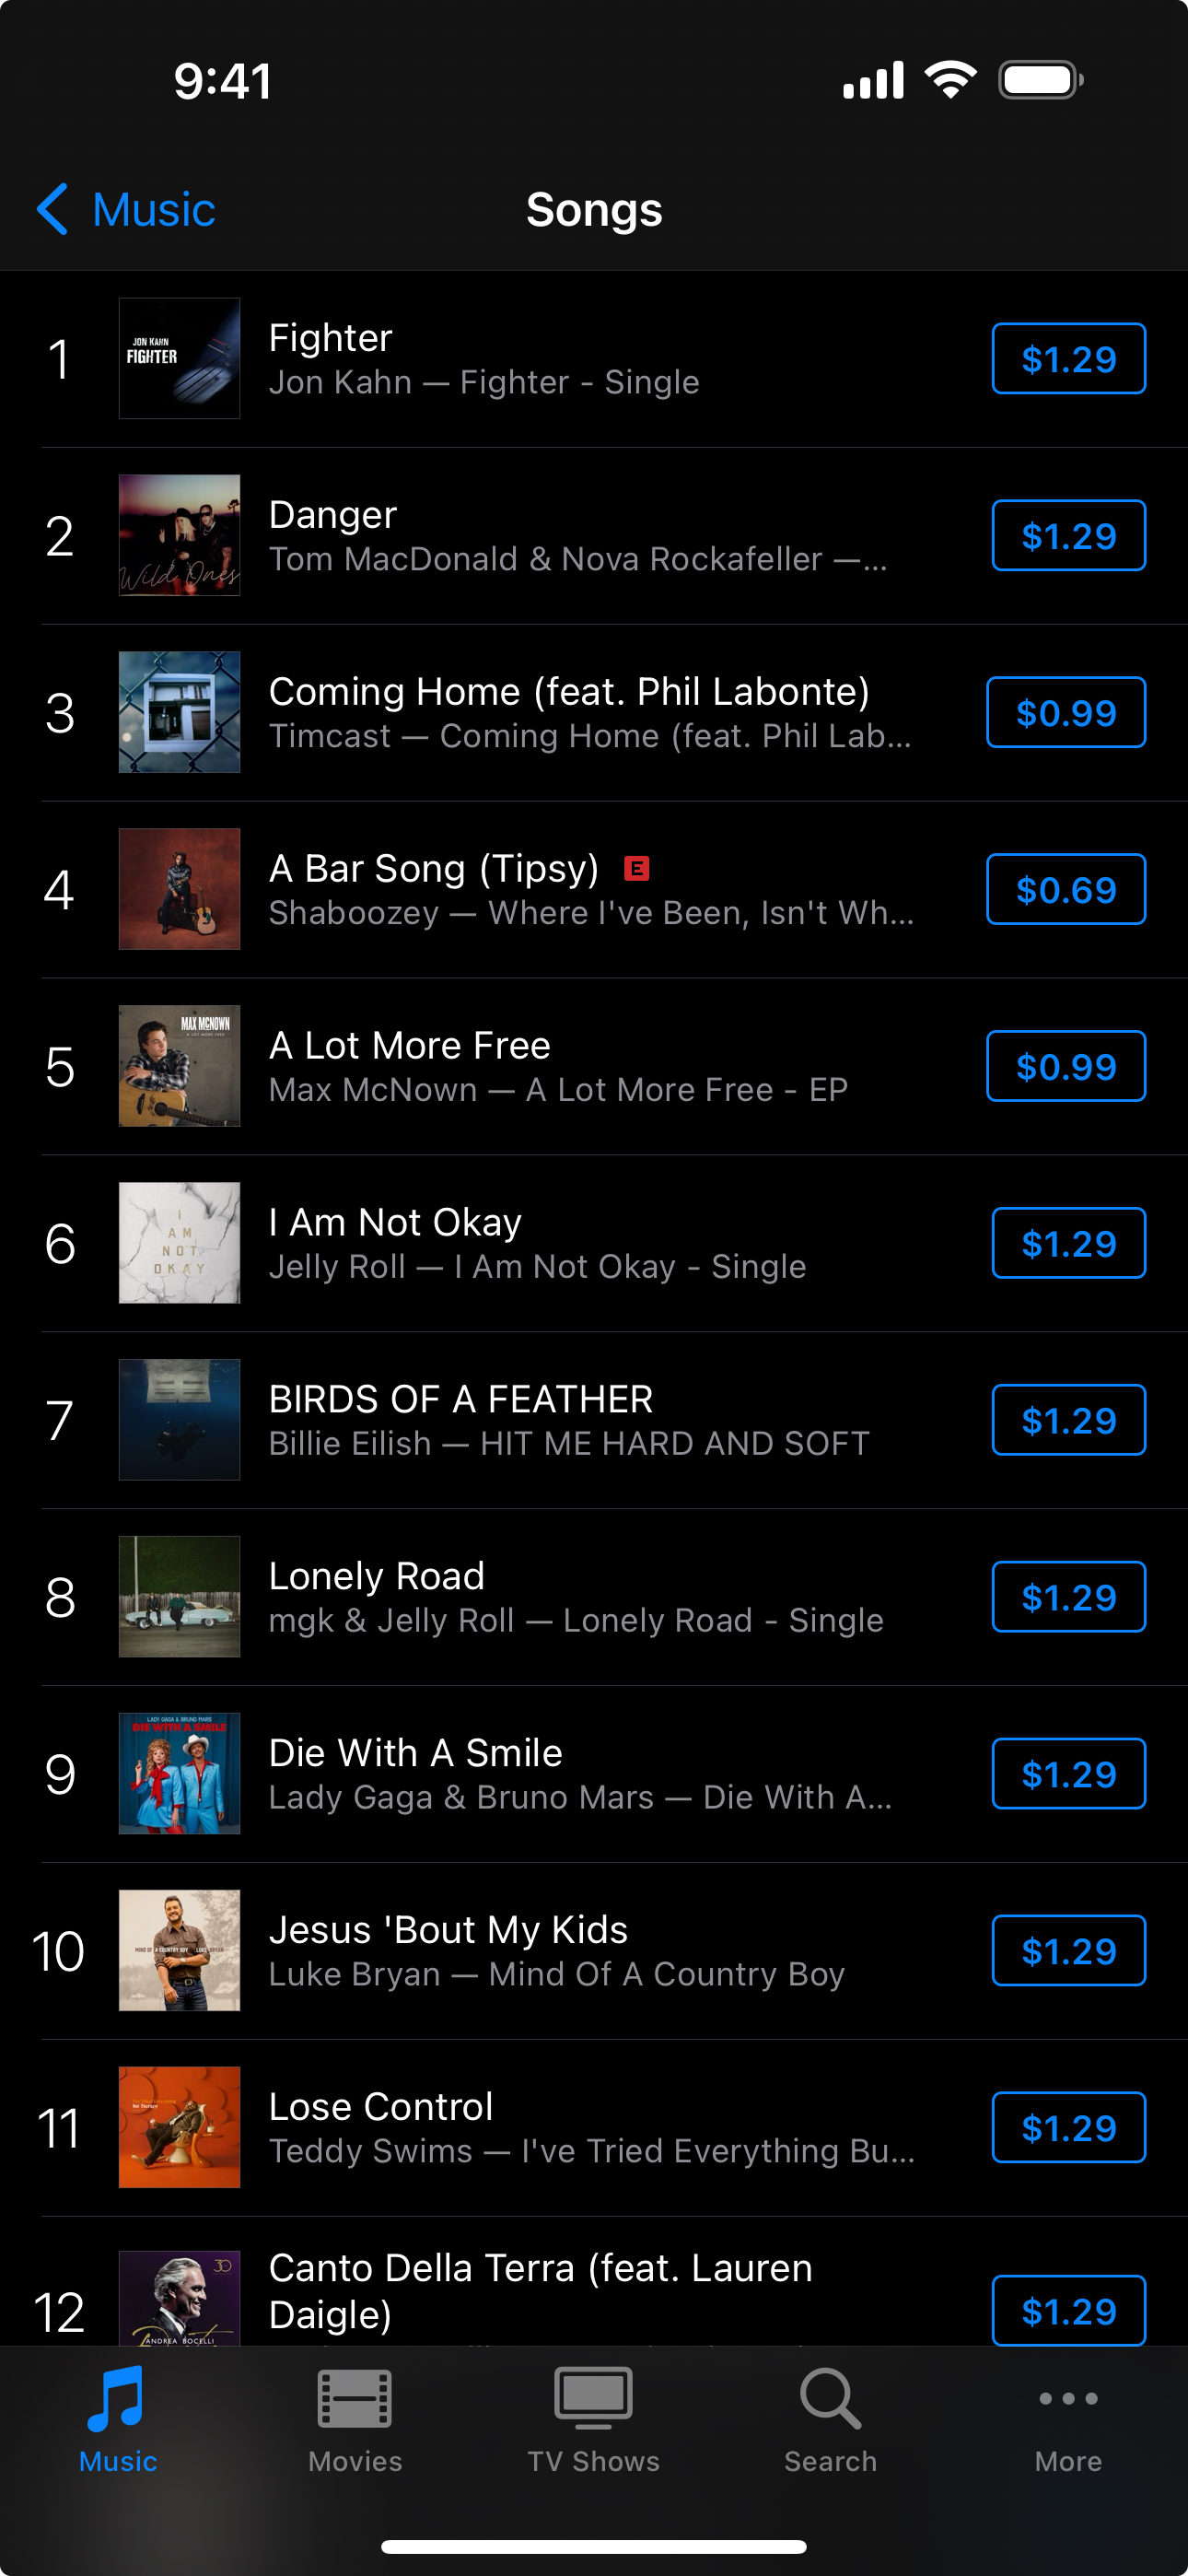 9:41
Music
Songs
1
JON KAHN
FIGHTER
Fighter
Jon Kahn — Fighter - Single
$1.29
2
Wild Ones
Danger
Tom MacDonald & Nova Rockafeller —...
$1.29
3
Coming Home (feat. Phil Labonte)
Timcast — Coming Home (feat. Phil Lab...
$0.99
4
A Bar Song (Tipsy) E
Shaboozey — Where I've Been, Isn't Wh...
$0.69
5
MAX MCNOWN
A LOT MORE FREE
A Lot More Free
Max McNown — A Lot More Free - EP
$0.99
6
I
AM
NOT
OKAY
I Am Not Okay
Jelly Roll — I Am Not Okay - Single
$1.29
7
BIRDS OF A FEATHER
Billie Eilish — HIT ME HARD AND SOFT
$1.29
8
Lonely Road
mgk & Jelly Roll — Lonely Road - Single
$1.29
9
LADY GAGA & BRUNO MARS
DIE WITH A SMILE
Die With A Smile
Lady Gaga & Bruno Mars — Die With A...
$1.29
10
MIND OF A COUNTRY BOY LUKE BRYAN
Jesus 'Bout My Kids
Luke Bryan — Mind Of A Country Boy
$1.29
11
Lose Control
Teddy Swims — I've Tried Everything Bu...
$1.29
12
30
ANDREA BOCELLI
Canto Della Terra (feat. Lauren
Daigle)
$1.29
Music
Movies
TV Shows
Search
More